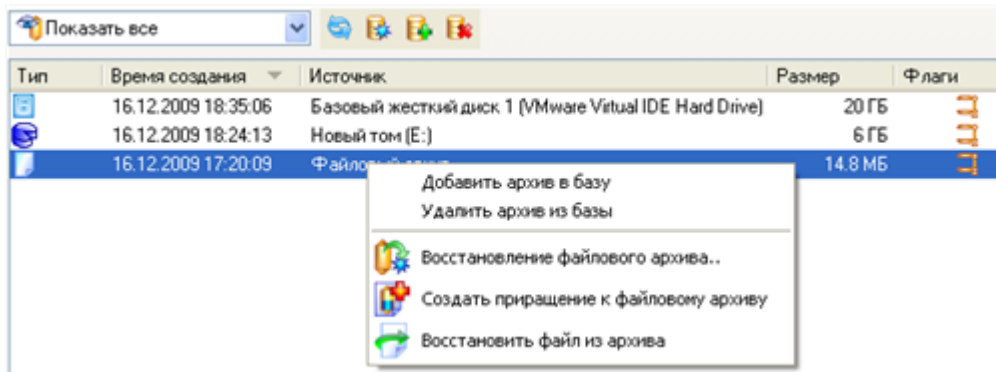 Показать все
Тип Время создания Источник Размер Флаги
16.12.2009 18:35:06 Базовый жесткий диск 1 (VMware Virtual IDE Hard Drive) 20 ГБ
16.12.2009 18:24:13 Новый том (E:) 6 ГБ
16.12.2009 17:20:09 14.8 МБ
Добавить архив в базу
Удалить архив из базы
Восстановление файлового архива..
Создать приращение к файловому архиву
Восстановить файл из архива